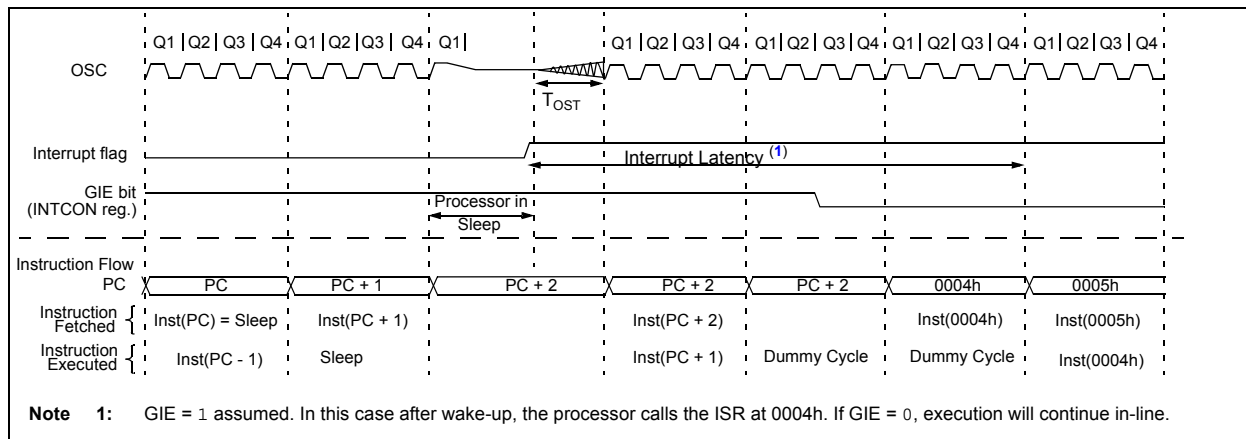 Q1 | Q2 | Q3 | Q4 Q1 | Q2 | Q3 | Q4 Q1 | Q1 | Q2 | Q3 | Q4 Q1 | Q2 | Q3 | Q4 Q1 | Q2 | Q3 | Q4 Q1 | Q2 | Q3 | Q4
OSC
TOST
Interrupt flag
Interrupt Latency (1)
GIE bit
(INTCON reg.)
Processor in
Sleep
Instruction Flow
PC PC PC + 1 PC + 2 PC + 2 PC + 2 0004h 0005h
Instruction
Fetched { Inst(PC) = Sleep Inst(PC + 1) Inst(PC + 2) Inst(0004h) Inst(0005h)
Instruction
Executed { Inst(PC - 1) Sleep Inst(PC + 1) Dummy Cycle Dummy Cycle Inst(0004h)
Note 1: GIE = 1 assumed. In this case after wake-up, the processor calls the ISR at 0004h. If GIE = 0, execution will continue in-line.